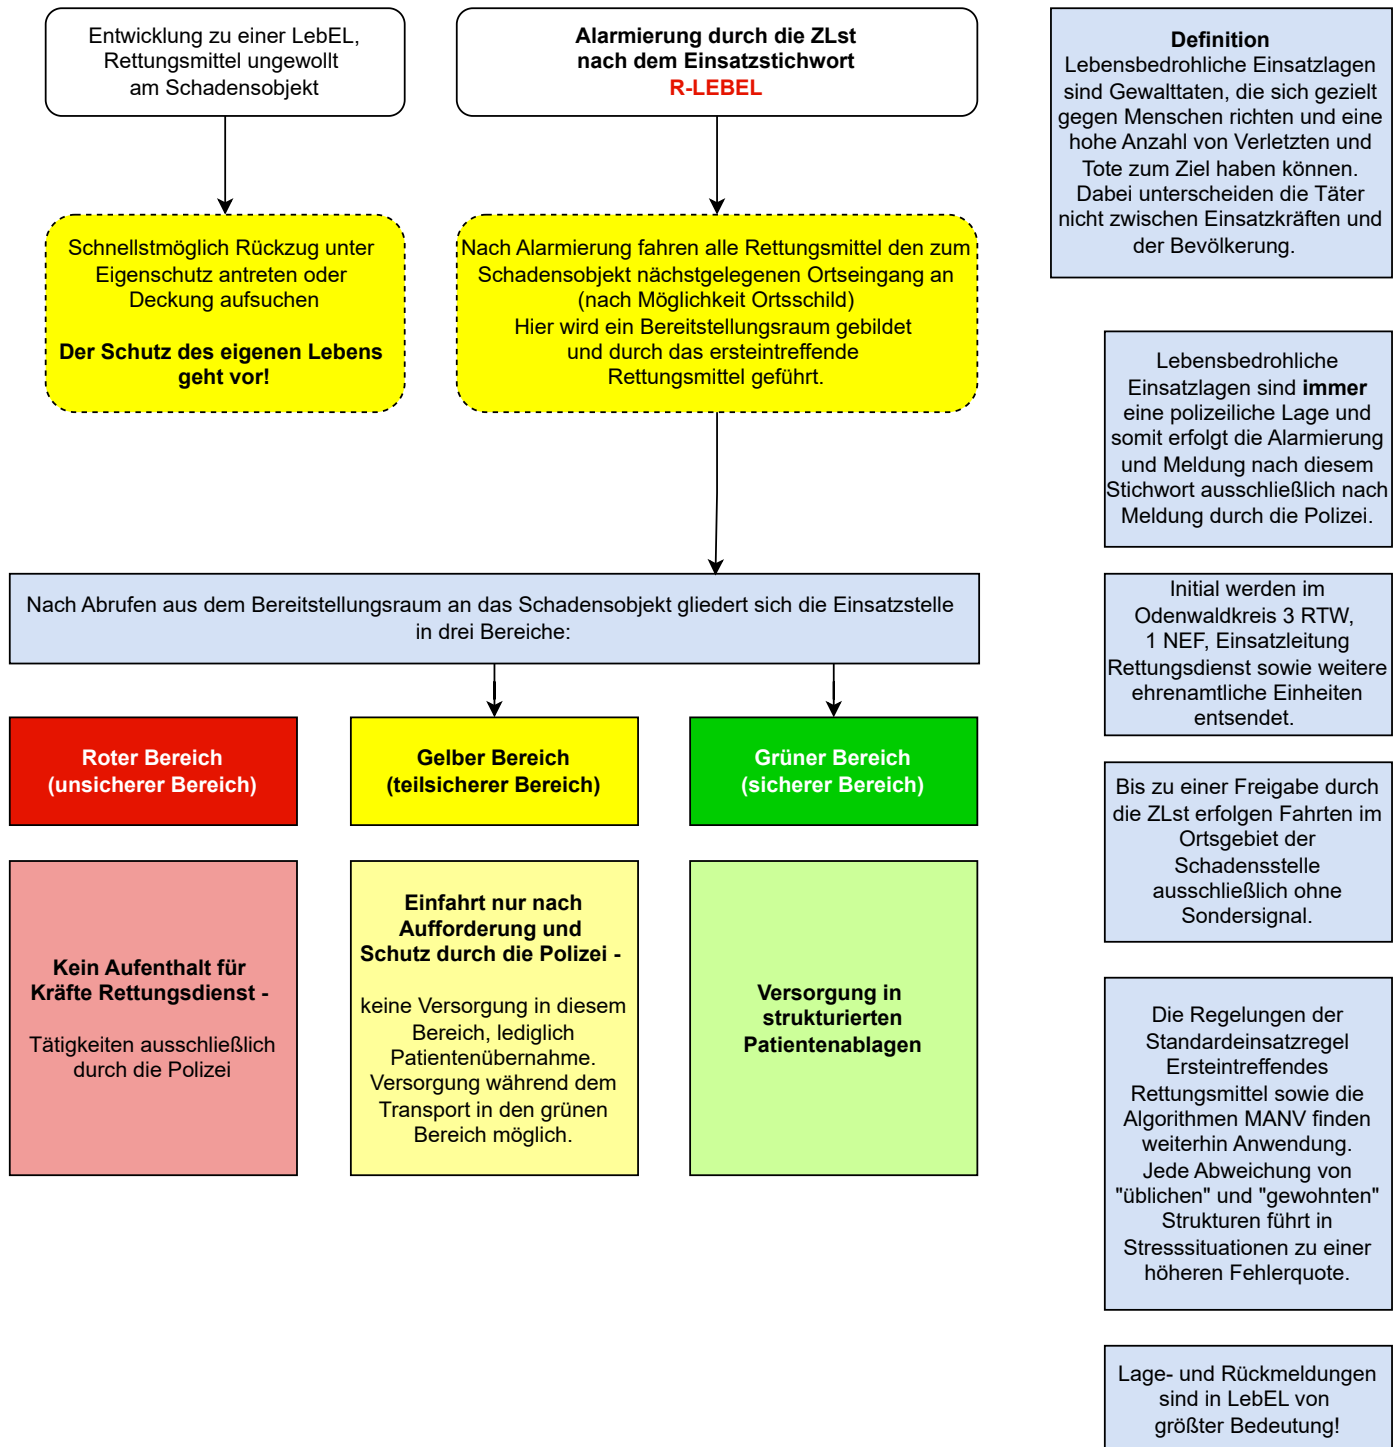 Entwicklung zu einer LebEL,
Rettungsmittel ungewollt
am Schadensobjekt
Alarmierung durch die ZLst
nach dem Einsatzstichwort
R-LEBEL
Schnellstmöglich Rückzug unter
Eigenschutz antreten oder
Deckung aufsuchen
Der Schutz des eigenen Lebens
geht vor!
Nach Alarmierung fahren alle Rettungsmittel den zum
Schadensobjekt nächstgelegenen Ortseingang an
(nach Möglichkeit Ortsschild)
Hier wird ein Bereitstellungsraum gebildet
und durch das ersteintreffende
Rettungsmittel geführt.
Nach Abrufen aus dem Bereitstellungsraum an das Schadensobjekt gliedert sich die Einsatzstelle
in drei Bereiche:
Roter Bereich
(unsicherer Bereich)
Gelber Bereich
(teilsicherer Bereich)
Grüner Bereich
(sicherer Bereich)
Kein Aufenthalt für
Kräfte Rettungsdienst -
Tätigkeiten ausschließlich
durch die Polizei
Einfahrt nur nach
Aufforderung und
Schutz durch die Polizei -
keine Versorgung in diesem
Bereich, lediglich
Patientenübernahme.
Versorgung während dem
Transport in den grünen
Bereich möglich.
Versorgung in
strukturierten
Patientenablagen
Definition
Lebensbedrohliche Einsatzlagen
sind Gewalttaten, die sich gezielt
gegen Menschen richten und eine
hohe Anzahl von Verletzten und
Tote zum Ziel haben können.
Dabei unterscheiden die Täter
nicht zwischen Einsatzkräften und
der Bevölkerung.
Lebensbedrohliche
Einsatzlagen sind immer
eine polizeiliche Lage und
somit erfolgt die Alarmierung
und Meldung nach diesem
Stichwort ausschließlich nach
Meldung durch die Polizei.
Initial werden im
Odenwaldkreis 3 RTW,
1 NEF, Einsatzleitung
Rettungsdienst sowie weitere
ehrenamtliche Einheiten
entsendet.
Bis zu einer Freigabe durch
die ZLst erfolgen Fahrten im
Ortsgebiet der
Schadensstelle
ausschließlich ohne
Sondersignal.
Die Regelungen der
Standardeinsatzregel
Ersteintreffendes
Rettungsmittel sowie die
Algorithmen MANV finden
weiterhin Anwendung.
Jede Abweichung von
"üblichen" und "gewohnten"
Strukturen führt in
Stresssituationen zu einer
höheren Fehlerquote.
Lage- und Rückmeldungen
sind in LebEL von
größter Bedeutung!